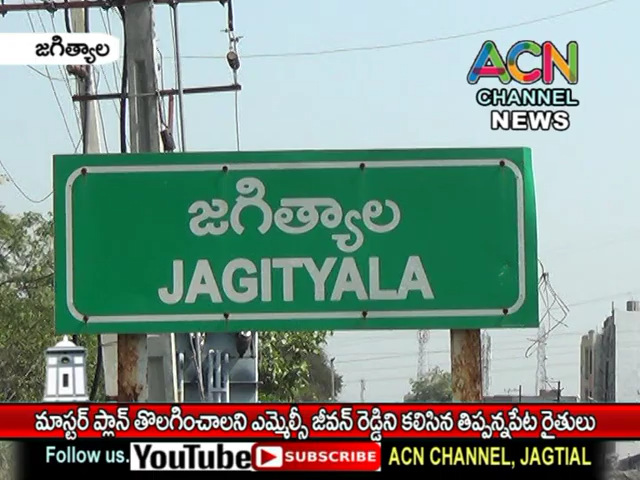 జగిత్యాల
ACN
CHANNEL
NEWS
జగిత్యాల
JAGITYALA
మాస్టర్ ప్లాన్ తొలగించాలని ఎమ్మెల్సీ జీవన్ రెడ్డిని కలిసిన తిప్పన్నపేట రైతులు
Follow us. YouTube SUBSCRIBE ACN CHANNEL, JAGTIAL